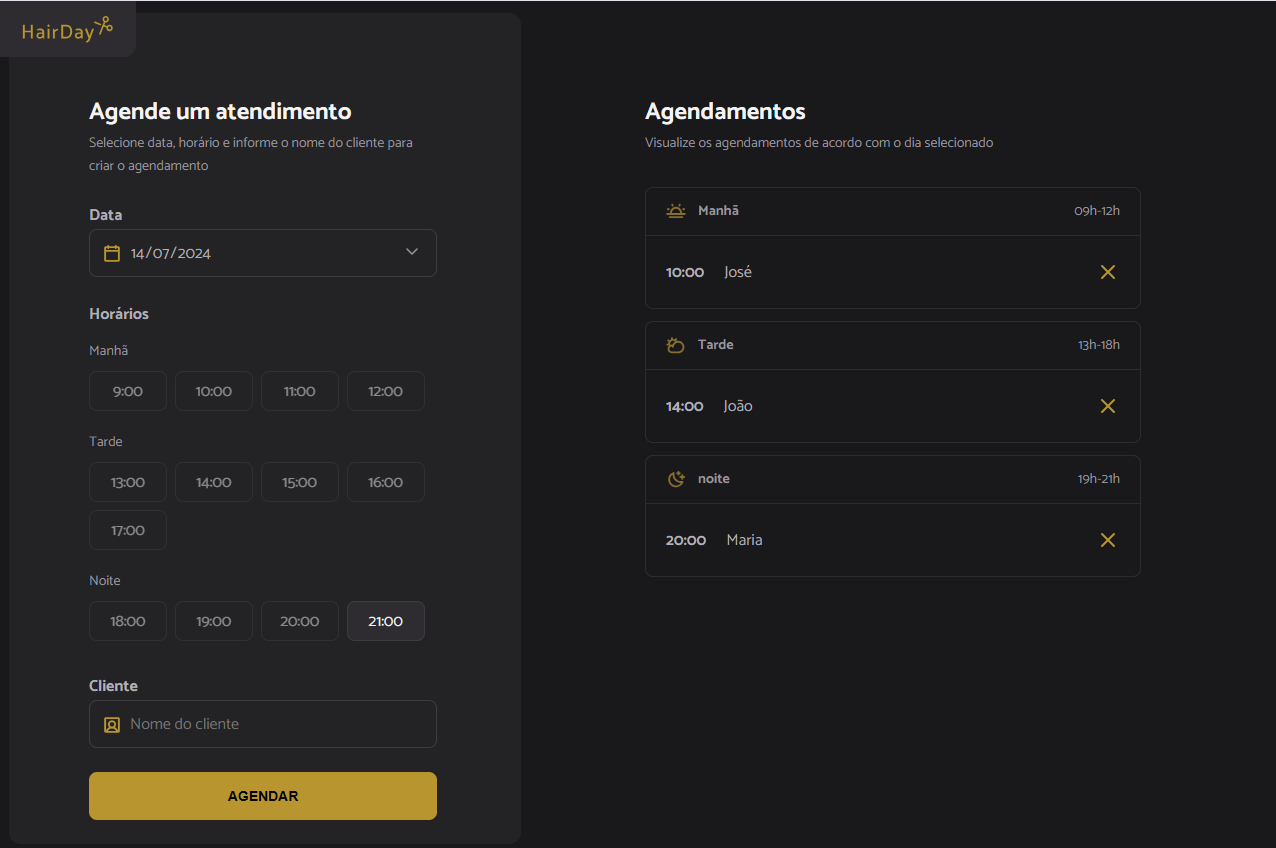 HairDay
Agende um atendimento
Selecione data, horário e informe o nome do cliente para
criar o agendamento
Data
14/07/2024
Horários
Manhã
9:00 10:00 11:00 12:00
Tarde
13:00 14:00 15:00 16:00
17:00
Noite
18:00 19:00 20:00 21:00
Cliente
Nome do cliente
AGENDAR
Agendamentos
Visualize os agendamentos de acordo com o dia selecionado
Manhã 09h-12h
10:00 José
Tarde 13h-18h
14:00 João
noite 19h-21h
20:00 Maria